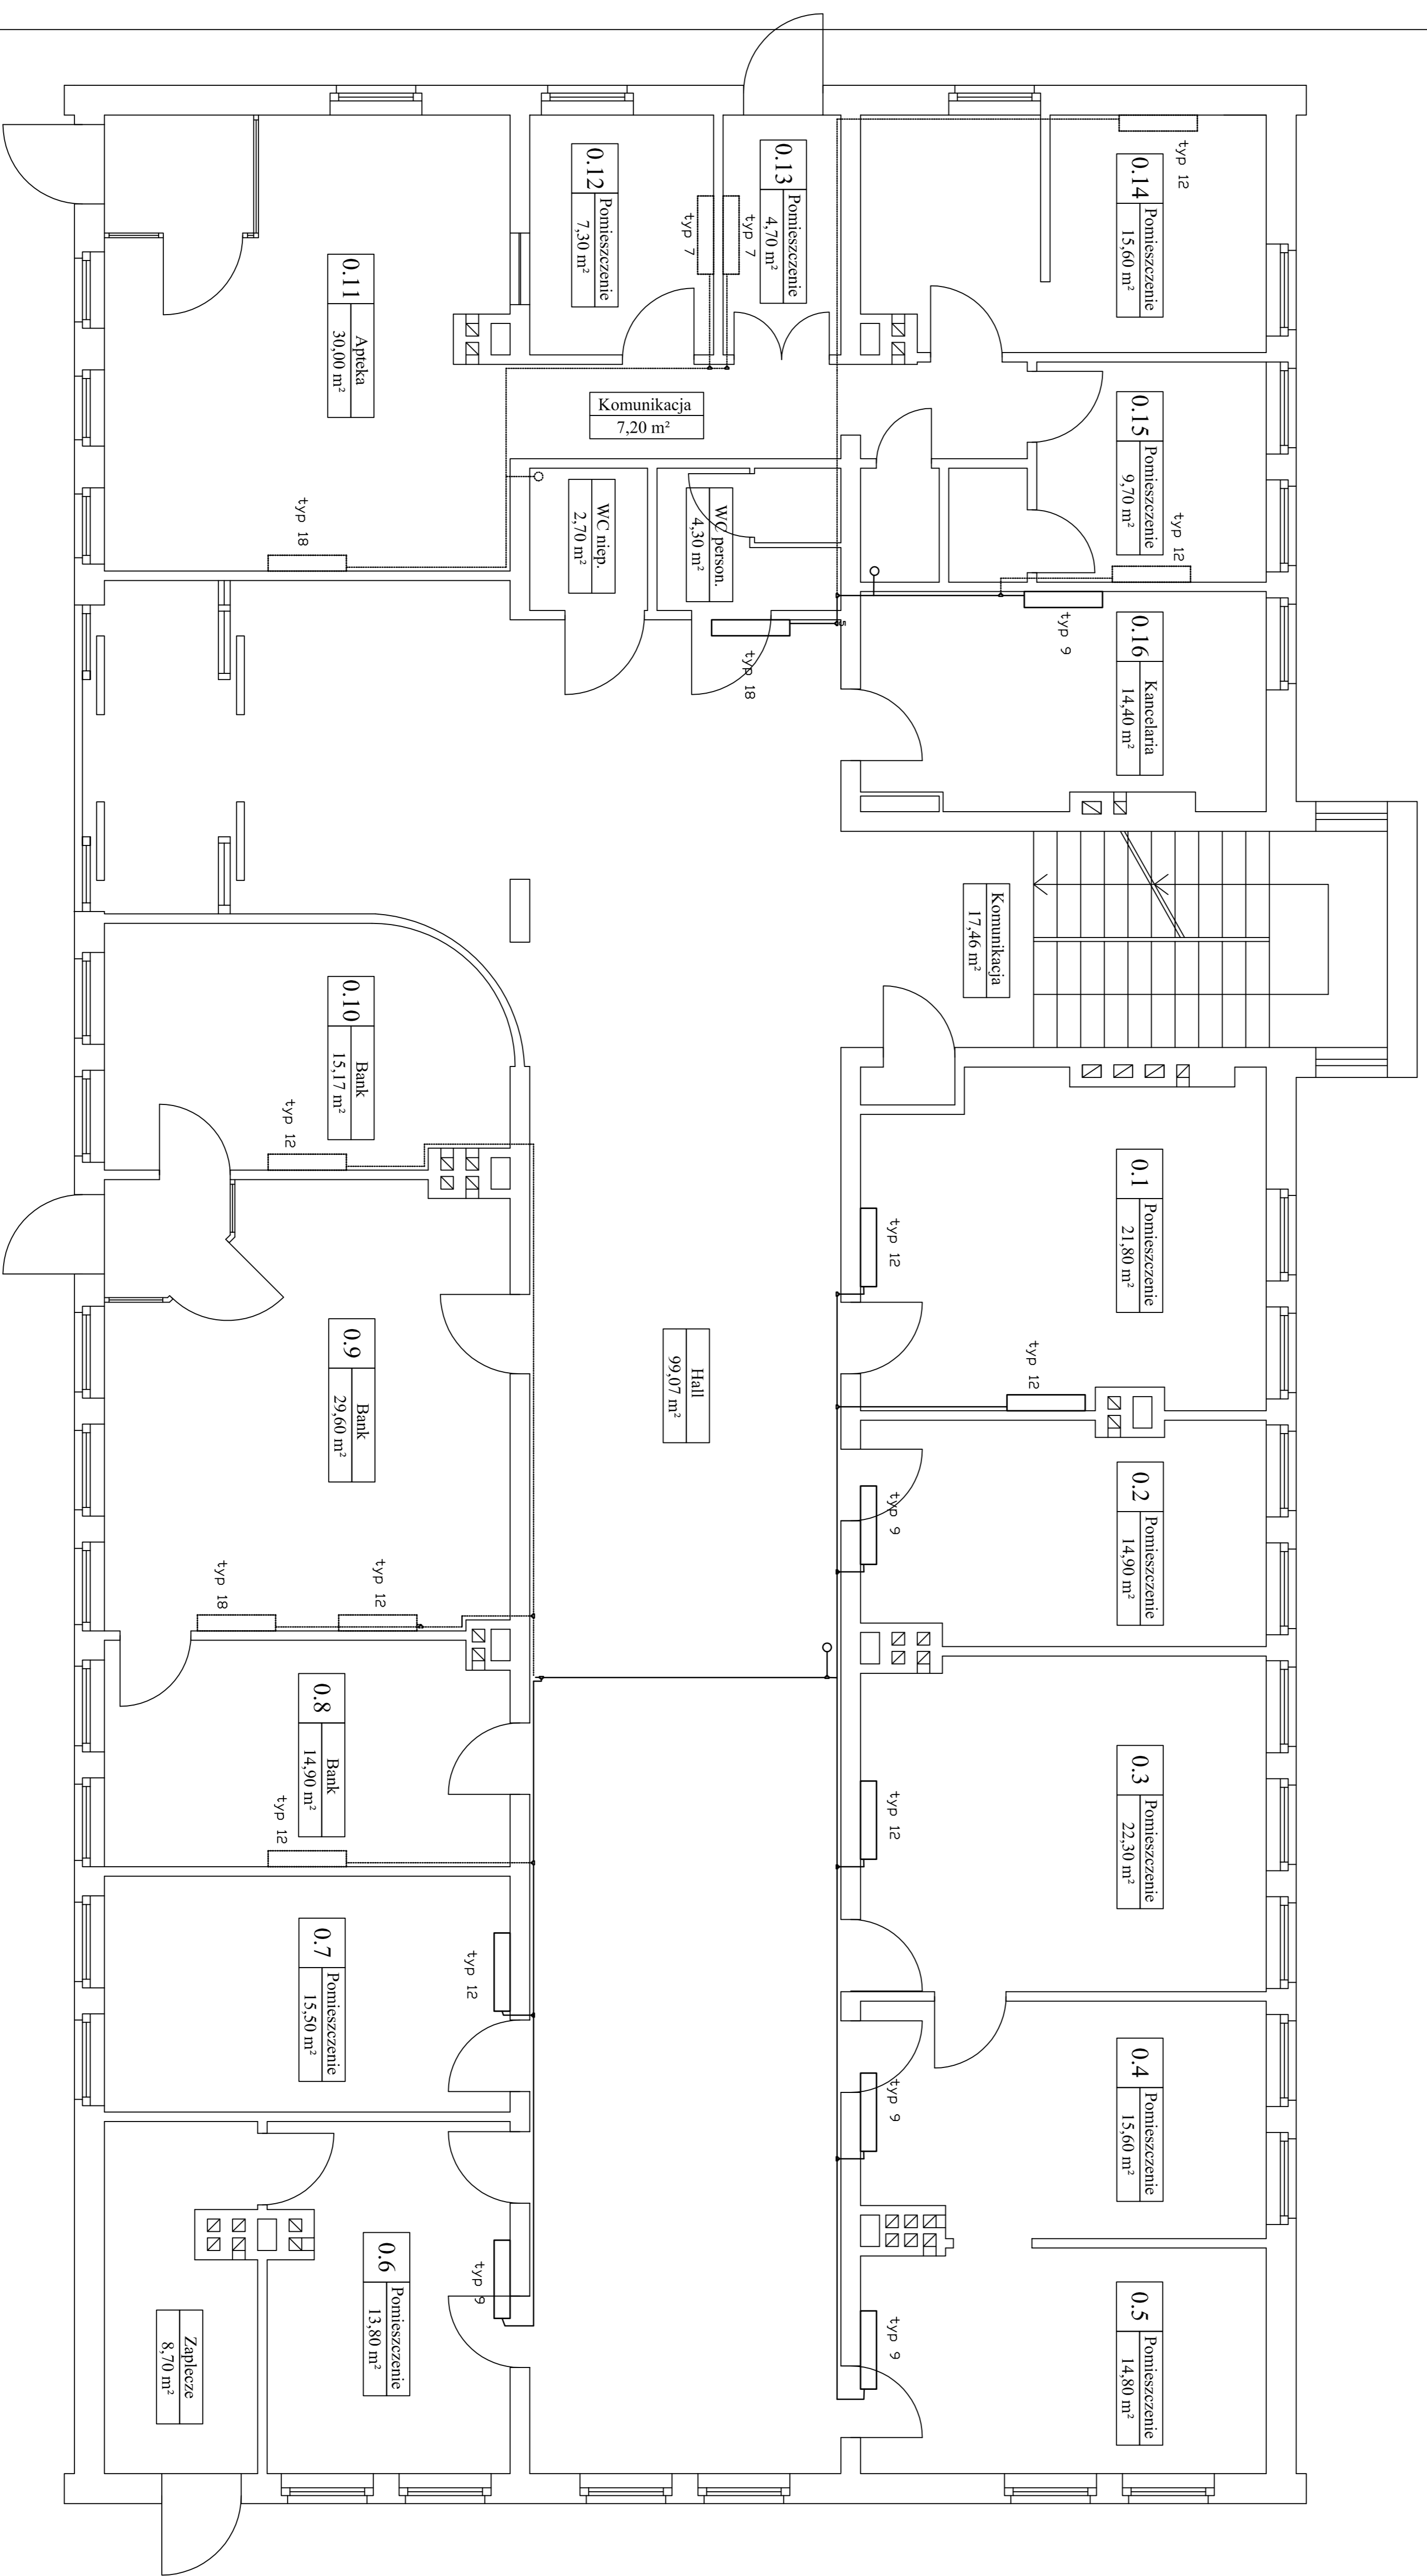 0.14
Pomieszczenie
15,60 m²
typ 12
0.15
Pomieszczenie
9,70 m²
typ 12
0.16
Kancelaria
14,40 m²
typ 9
Komunikacja
17,46 m²
0.1
Pomieszczenie
21,80 m²
typ 12
typ 12
0.2
Pomieszczenie
14,90 m²
typ 9
0.3
Pomieszczenie
22,30 m²
typ 12
0.4
Pomieszczenie
15,60 m²
typ 9
0.5
Pomieszczenie
14,80 m²
typ 9
0.13
Pomieszczenie
4,70 m²
typ 7
0.12
Pomieszczenie
7,30 m²
typ 7
Komunikacja
7,20 m²
WC person.
4,30 m²
WC niep.
2,70 m²
typ 18
Hall
99,07 m²
0.11
Apteka
30,00 m²
typ 18
0.10
Bank
15,17 m²
typ 12
0.9
Bank
29,60 m²
typ 12
typ 18
0.8
Bank
14,90 m²
typ 12
0.7
Pomieszczenie
15,50 m²
typ 12
0.6
Pomieszczenie
13,80 m²
typ 9
Zaplecze
8,70 m²